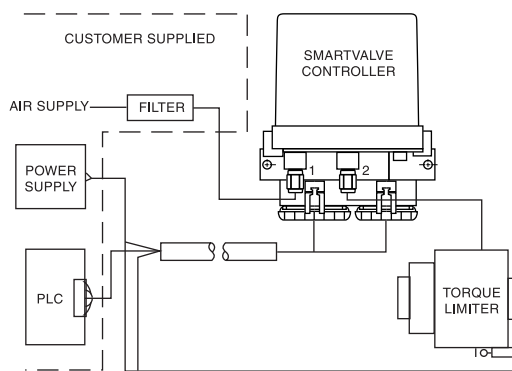 CUSTOMER SUPPLIED
SMARTVALVE
CONTROLLER
AIR SUPPLY
FILTER
1
2
POWER
SUPPLY
PLC
TORQUE
LIMITER